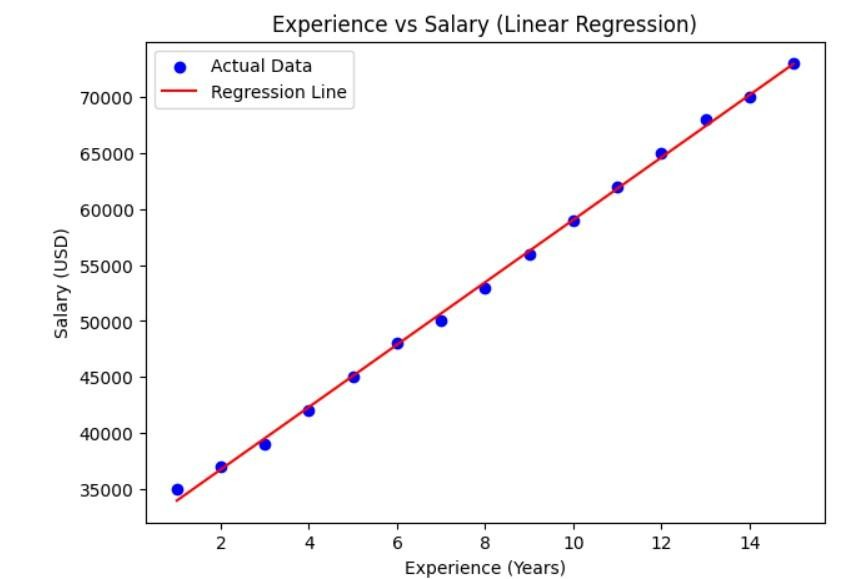 Experience vs Salary (Linear Regression)
Actual Data
Regression Line
70000
65000
60000
55000
50000
45000
40000
35000
Salary (USD)
2 4 6 8 10 12 14
Experience (Years)